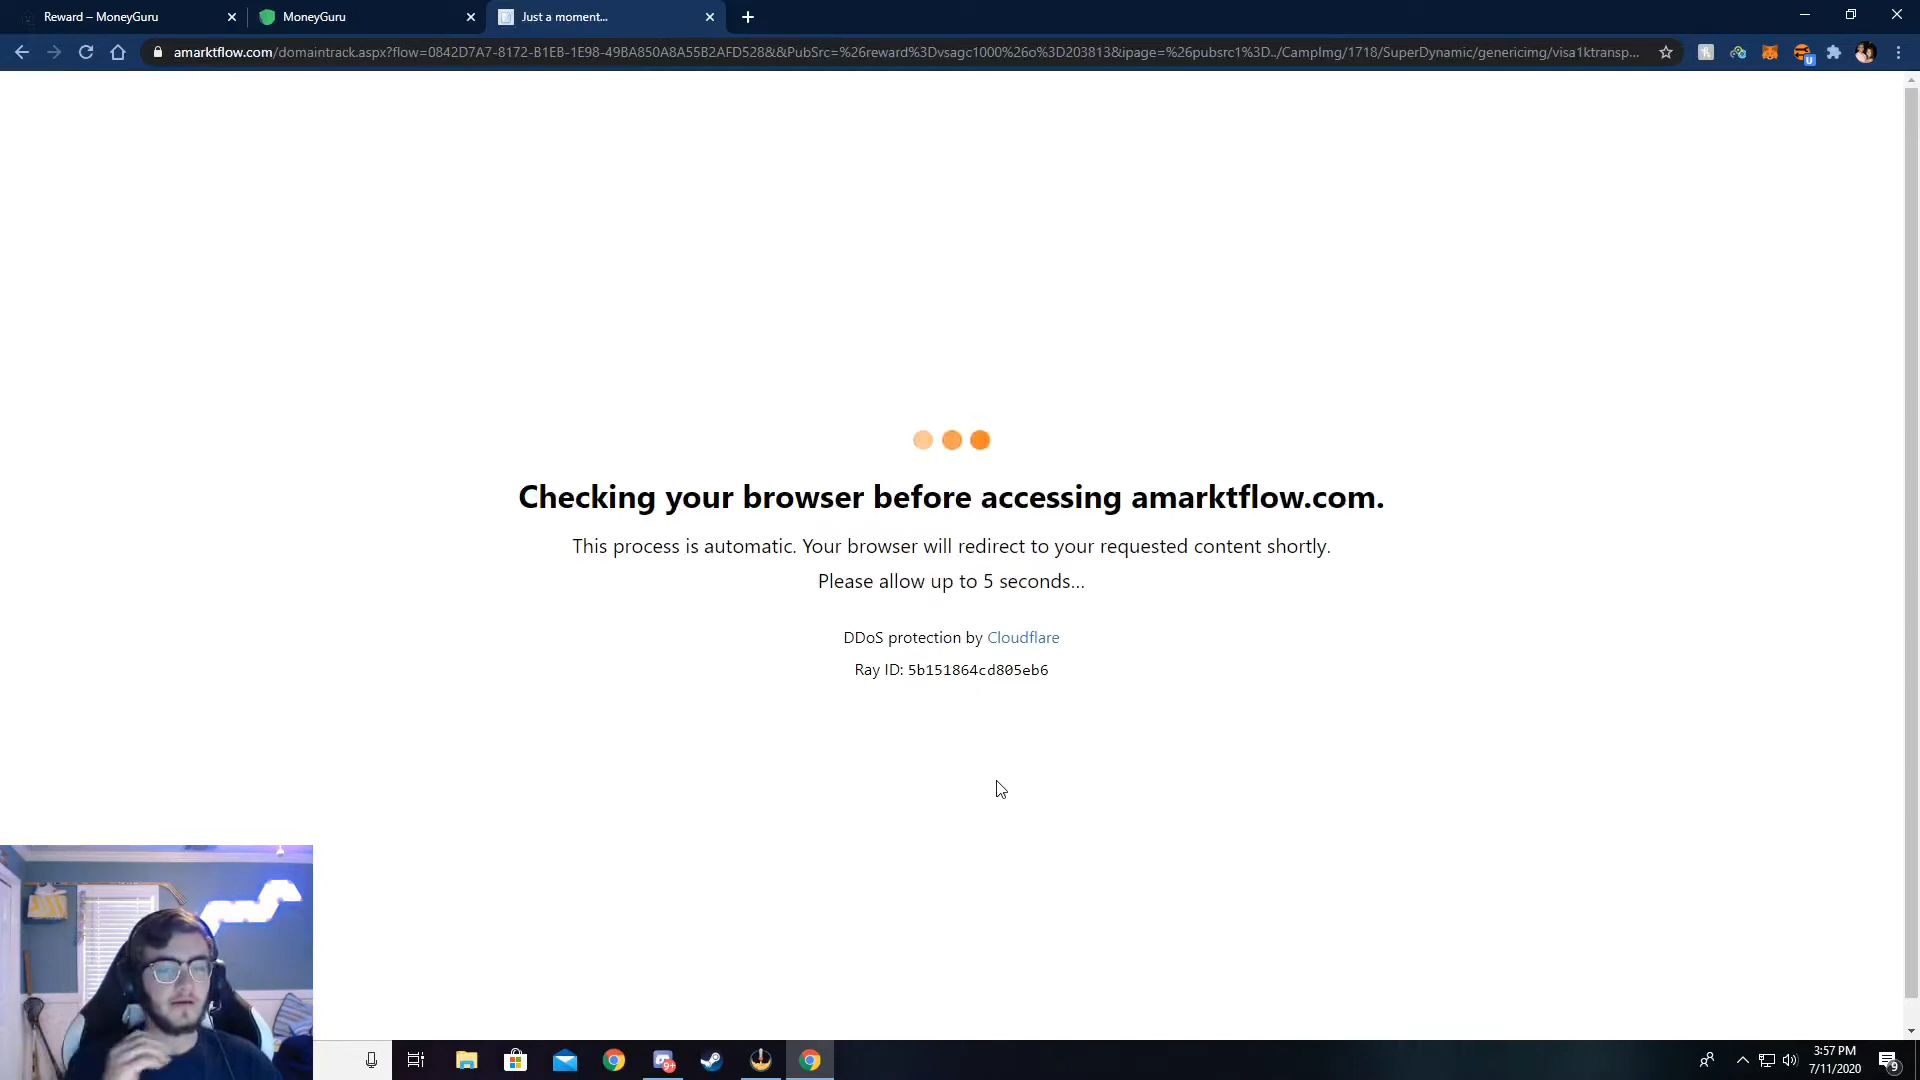 Reward – MoneyGuru
MoneyGuru
Just a moment...
amarktflow.com/domaintrack.aspx?flow=0842D7A7-8172-B1EB-1E98-49BA850A8A55B2AFD528&&PubSrc=%26reward%3Dvsagc1000%26o%3D203813&ipage=%26pubsrc1%3D../CampImg/1718/SuperDynamic/genericimg/visa1ktransp...
Checking your browser before accessing amarktflow.com.
This process is automatic. Your browser will redirect to your requested content shortly.
Please allow up to 5 seconds...
DDoS protection by Cloudflare
Ray ID: 5b151864cd805eb6
9+
3:57 PM
7/11/2020
9